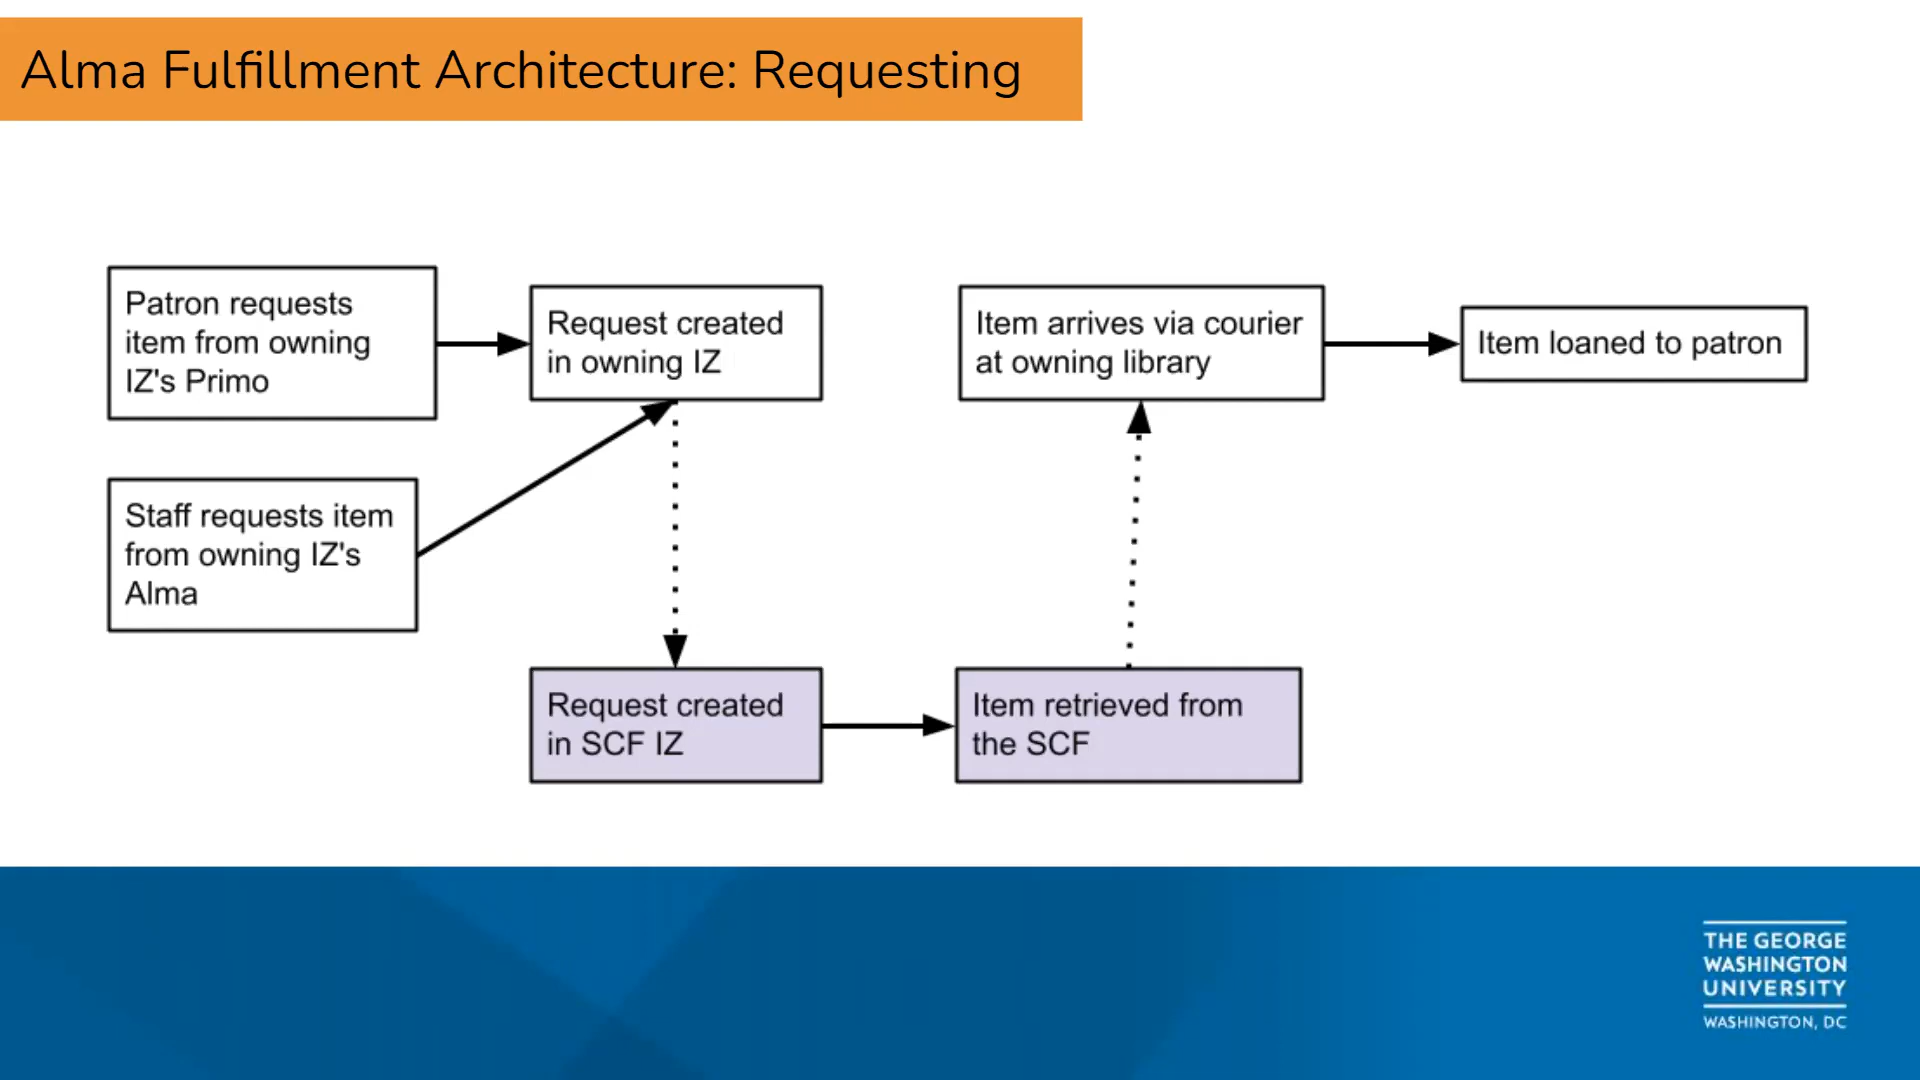 Alma Fulfillment Architecture: Requesting
Patron requests
item from owning
IZ's Primo
Request created
in owning IZ
Item arrives via courier
at owning library
Item loaned to patron
Staff requests item
from owning IZ's
Alma
Request created
in SCF IZ
Item retrieved from
the SCF
THE GEORGE
WASHINGTON
UNIVERSITY
WASHINGTON, DC